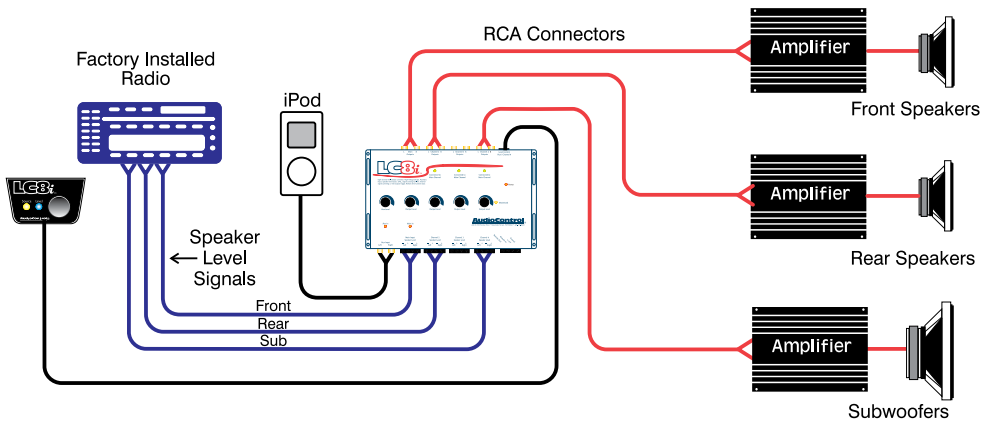 RCA Connectors
Factory Installed
Radio
iPod
LC8i
LC8i
AudioControl
Speaker
Level
Signals
Front
Rear
Sub
Amplifier
Front Speakers
Amplifier
Rear Speakers
Amplifier
Subwoofers